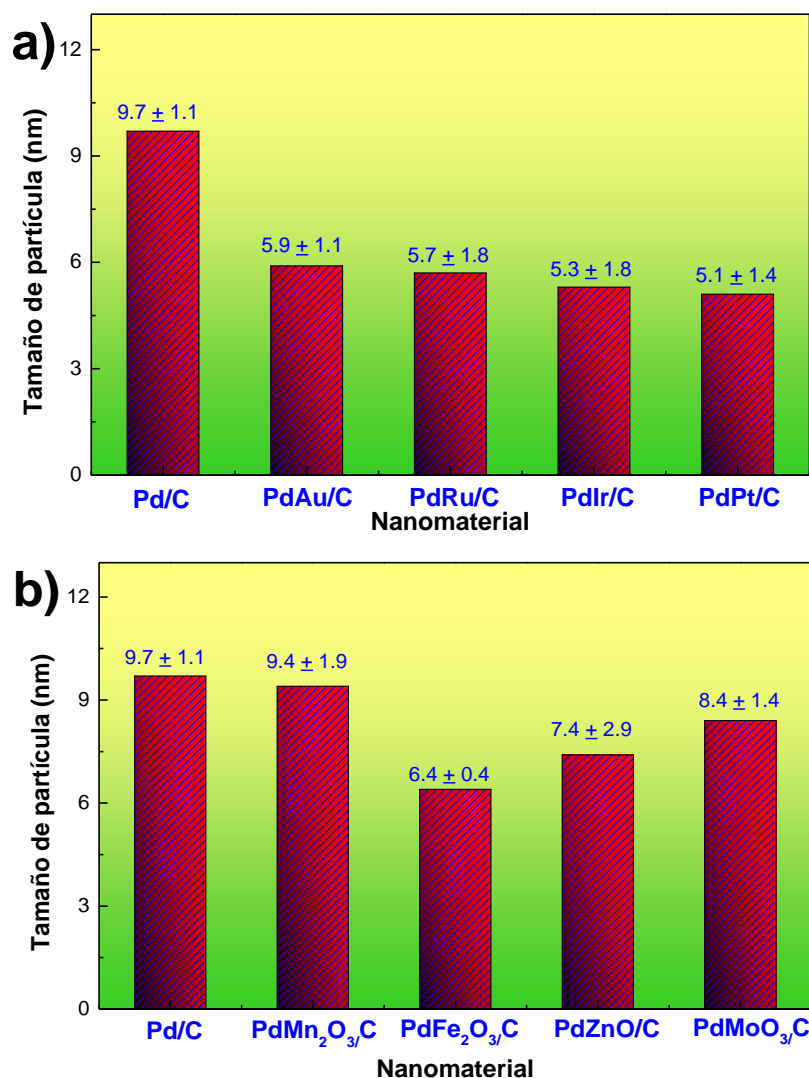 a)
Tamaño de partícula (nm)
12
9
6
3
0
9.7 ± 1.1
5.9 ± 1.1
5.7 ± 1.8
5.3 ± 1.8
5.1 ± 1.4
Pd/C PdAu/C PdRu/C PdIr/C PdPt/C
Nanomaterial
b)
Tamaño de partícula (nm)
12
9
6
3
0
9.7 ± 1.1
9.4 ± 1.9
6.4 ± 0.4
7.4 ± 2.9
8.4 ± 1.4
Pd/C PdMn₂O₃/C PdFe₂O₃/C PdZnO/C PdMoO₃/C
Nanomaterial